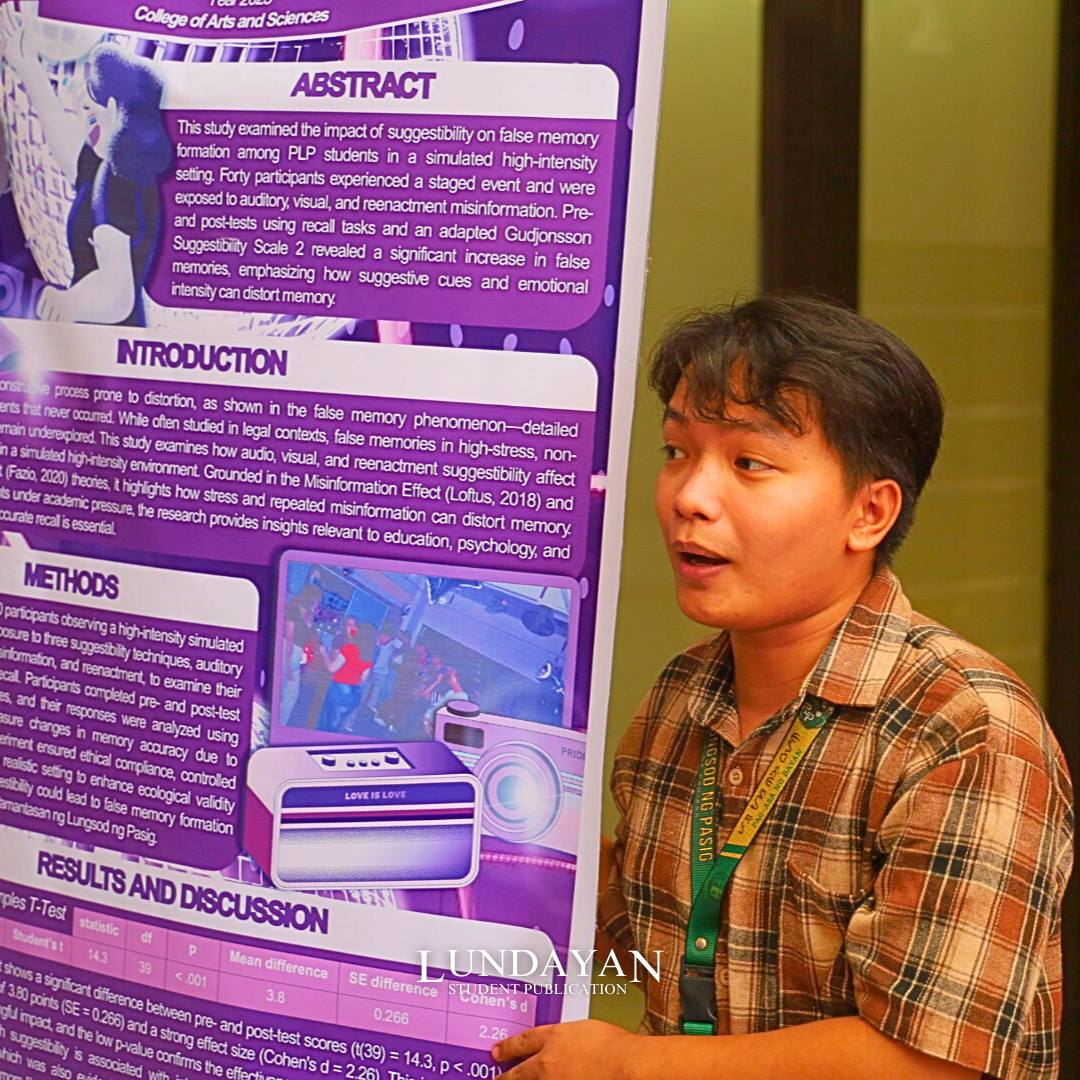 Year 2025
College of Arts and Sciences
ABSTRACT
This study examined the impact of suggestibility on false memory
formation among PLP students in a simulated high-intensity
setting. Forty participants experienced a staged event and were
exposed to auditory, visual, and reenactment misinformation. Pre-
and post-tests using recall tasks and an adapted Gudjonsson
Suggestibility Scale 2 revealed a significant increase in false
memories, emphasizing how suggestive cues and emotional
intensity can distort memory.
INTRODUCTION
process prone to distortion, as shown in the false memory phenomenon—detailed
that never occurred. While often studied in legal contexts, false memories in high-stress, non-
underexplored. This study examines how audio, visual, and reenactment suggestibility affect
in a simulated high-intensity environment. Grounded in the Misinformation Effect (Loftus, 2018) and
(Fazio, 2020) theories, it highlights how stress and repeated misinformation can distort memory.
under academic pressure, the research provides insights relevant to education, psychology, and
accurate recall is essential.
METHODS
participants observing a high-intensity simulated
to three suggestibility techniques, auditory
and reenactment, to examine their
Participants completed pre- and post-test
and their responses were analyzed using
changes in memory accuracy due to
ensured ethical compliance, controlled
realistic setting to enhance ecological validity
could lead to false memory formation
ng Lungsod ng Pasig.
PRIDE
LOVE IS LOVE
RESULTS AND DISCUSSION
T-Test
statistic df p Mean difference SE difference Cohen's d
Student's t 14.3 39 < .001 3.8 0.266 2.26
shows a significant difference between pre- and post-test scores (t(39) = 14.3, p < .001)
of 3.80 points (SE = 0.266) and a strong effect size (Cohen's d = 2.26). This
impact, and the low p-value confirms the
suggestibility is associated with
which was also
NG PASIG
LUNDAYAN
STUDENT PUBLICATION